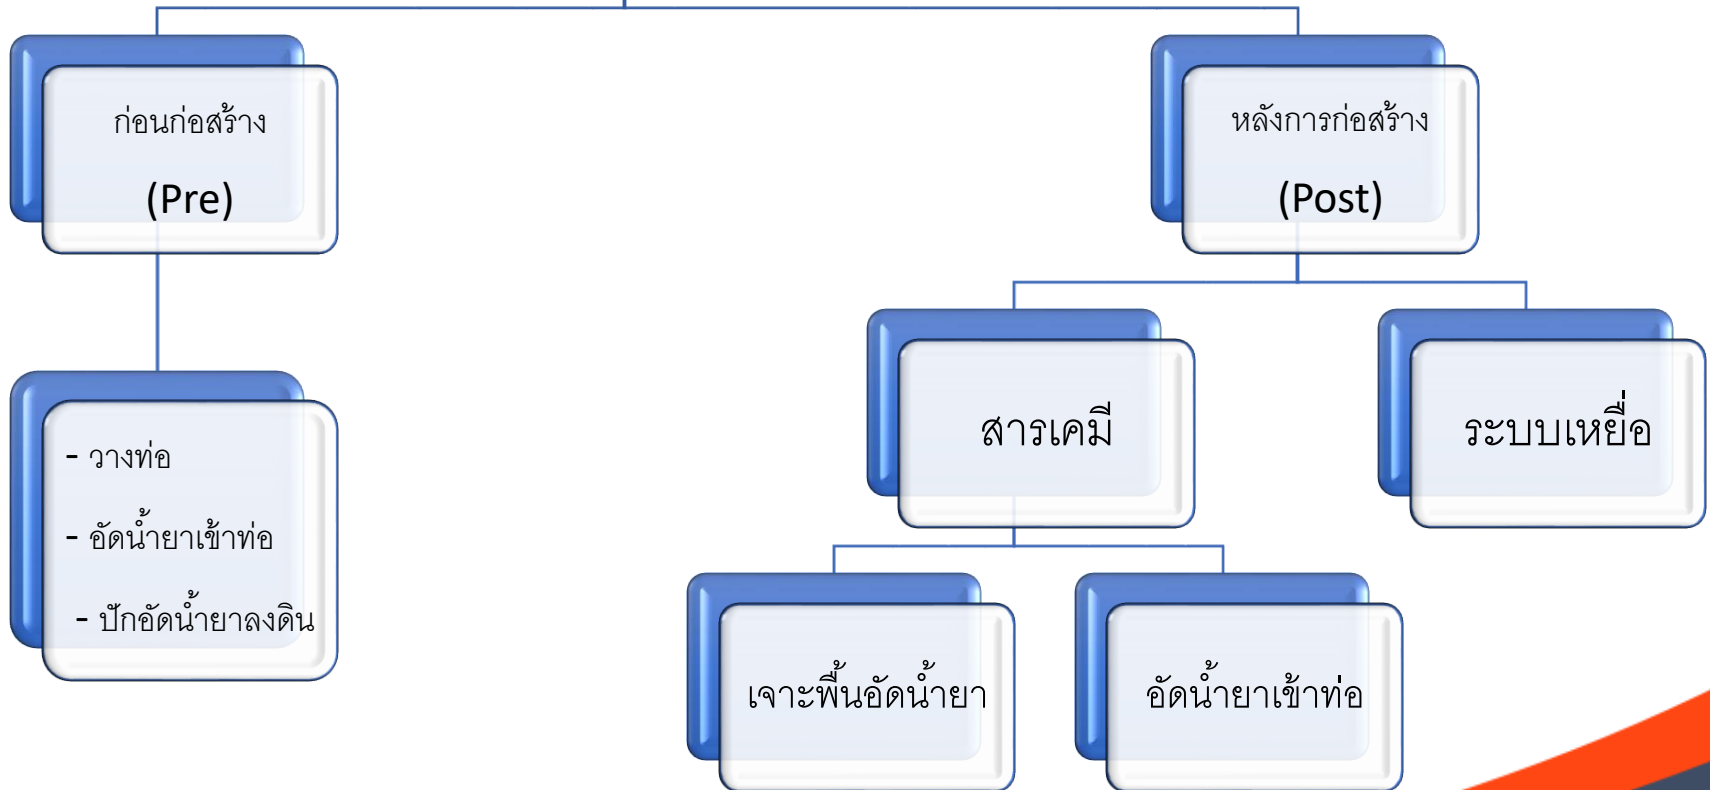 ก่อนก่อสร้าง
(Pre)
หลังการก่อสร้าง
(Post)
- วางท่อ
- อัดน้ำยาเข้าท่อ
- ปักอัดน้ำยาลงดิน
สารเคมี
ระบบเหยื่อ
เจาะพื้นอัดน้ำยา
อัดน้ำยาเข้าท่อ